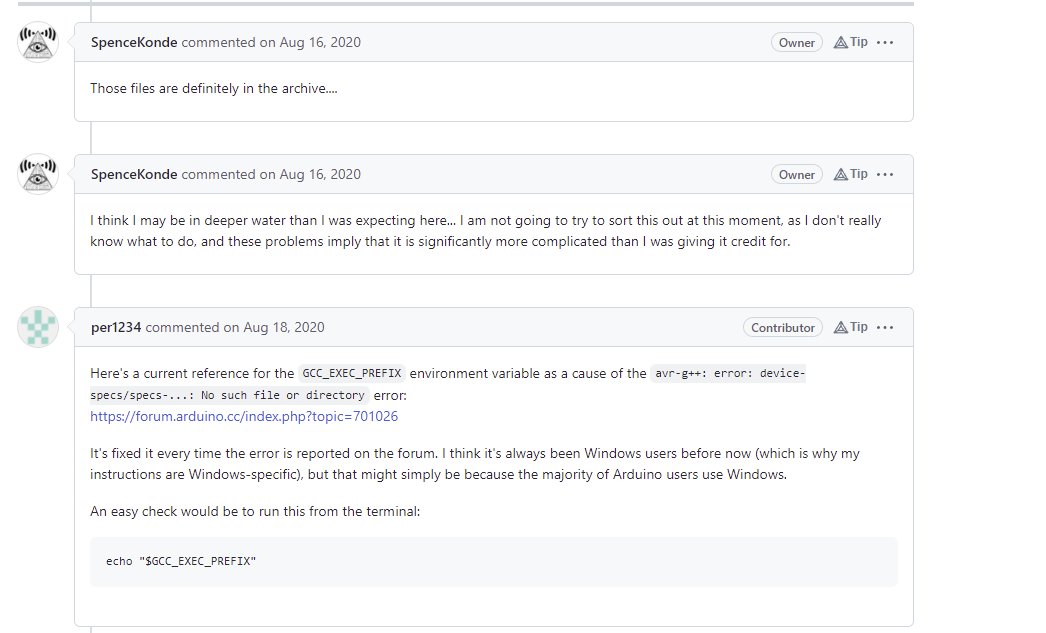 SpenceKonde commented on Aug 16, 2020 Owner Tip ...
Those files are definitely in the archive....
SpenceKonde commented on Aug 16, 2020 Owner Tip ...
I think I may be in deeper water than I was expecting here... I am not going to try to sort this out at this moment, as I don't really
know what to do, and these problems imply that it is significantly more complicated than I was giving it credit for.
per1234 commented on Aug 18, 2020 Contributor Tip ...
Here's a current reference for the GCC_EXEC_PREFIX environment variable as a cause of the avr-g++: error: device-
specs/specs-...: No such file or directory error:
https://forum.arduino.cc/index.php?topic=701026
It's fixed it every time the error is reported on the forum. I think it's always been Windows users before now (which is why my
instructions are Windows-specific), but that might simply be because the majority of Arduino users use Windows.
An easy check would be to run this from the terminal:
echo "$GCC_EXEC_PREFIX"